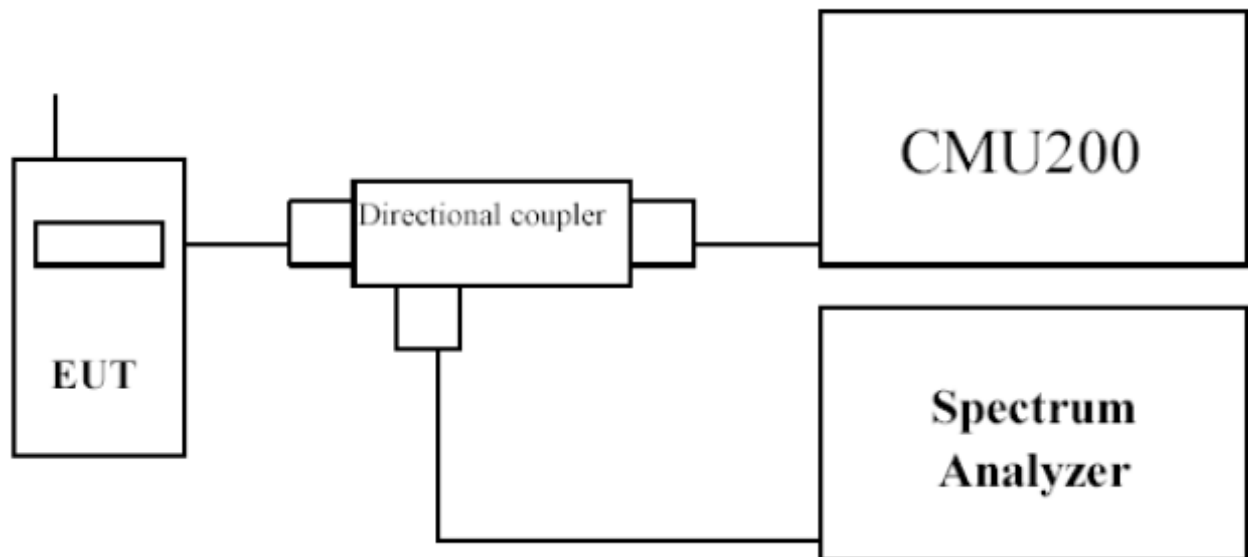 CMU200
Directional coupler
EUT
Spectrum
Analyzer